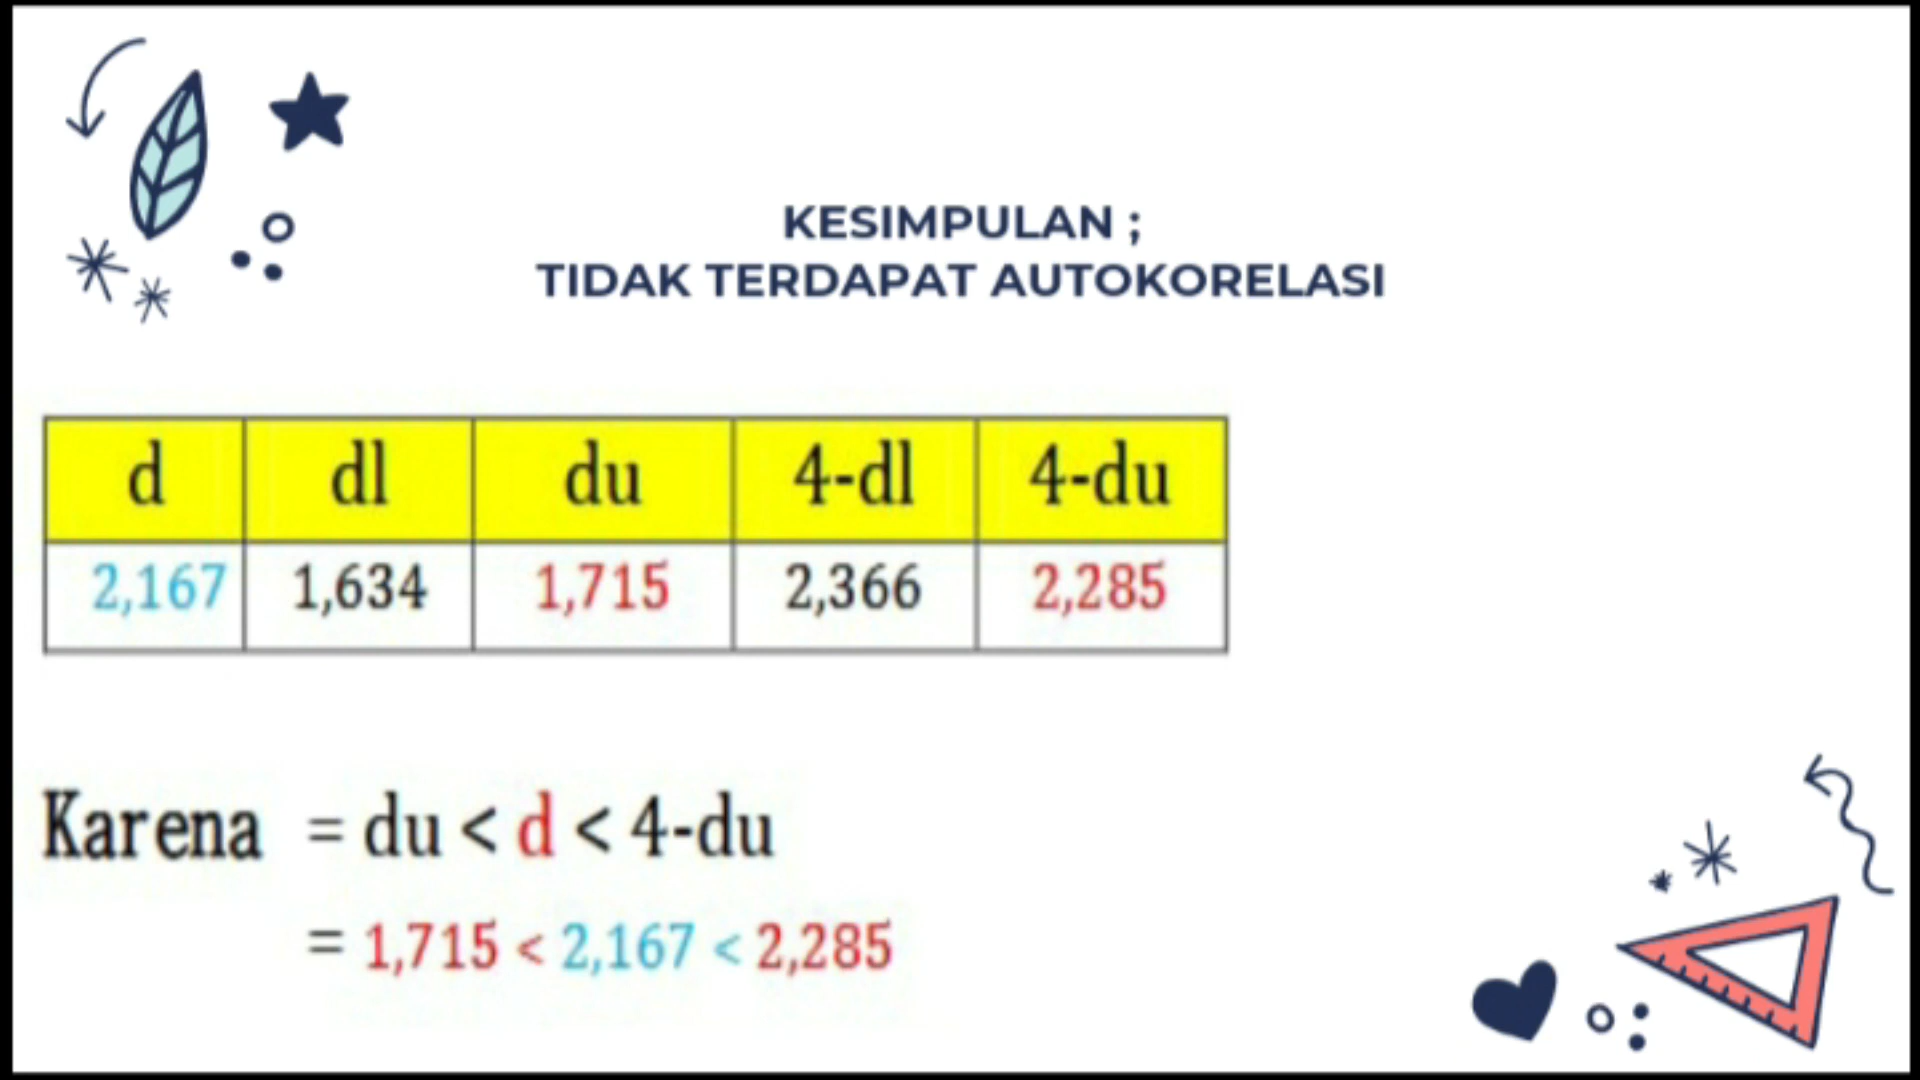 KESIMPULAN ;
TIDAK TERDAPAT AUTOKORELASI
d dl du 4-dl 4-du
2,167 1,634 1,715 2,366 2,285
Karena = du < d < 4-du
= 1,715 < 2,167 < 2,285